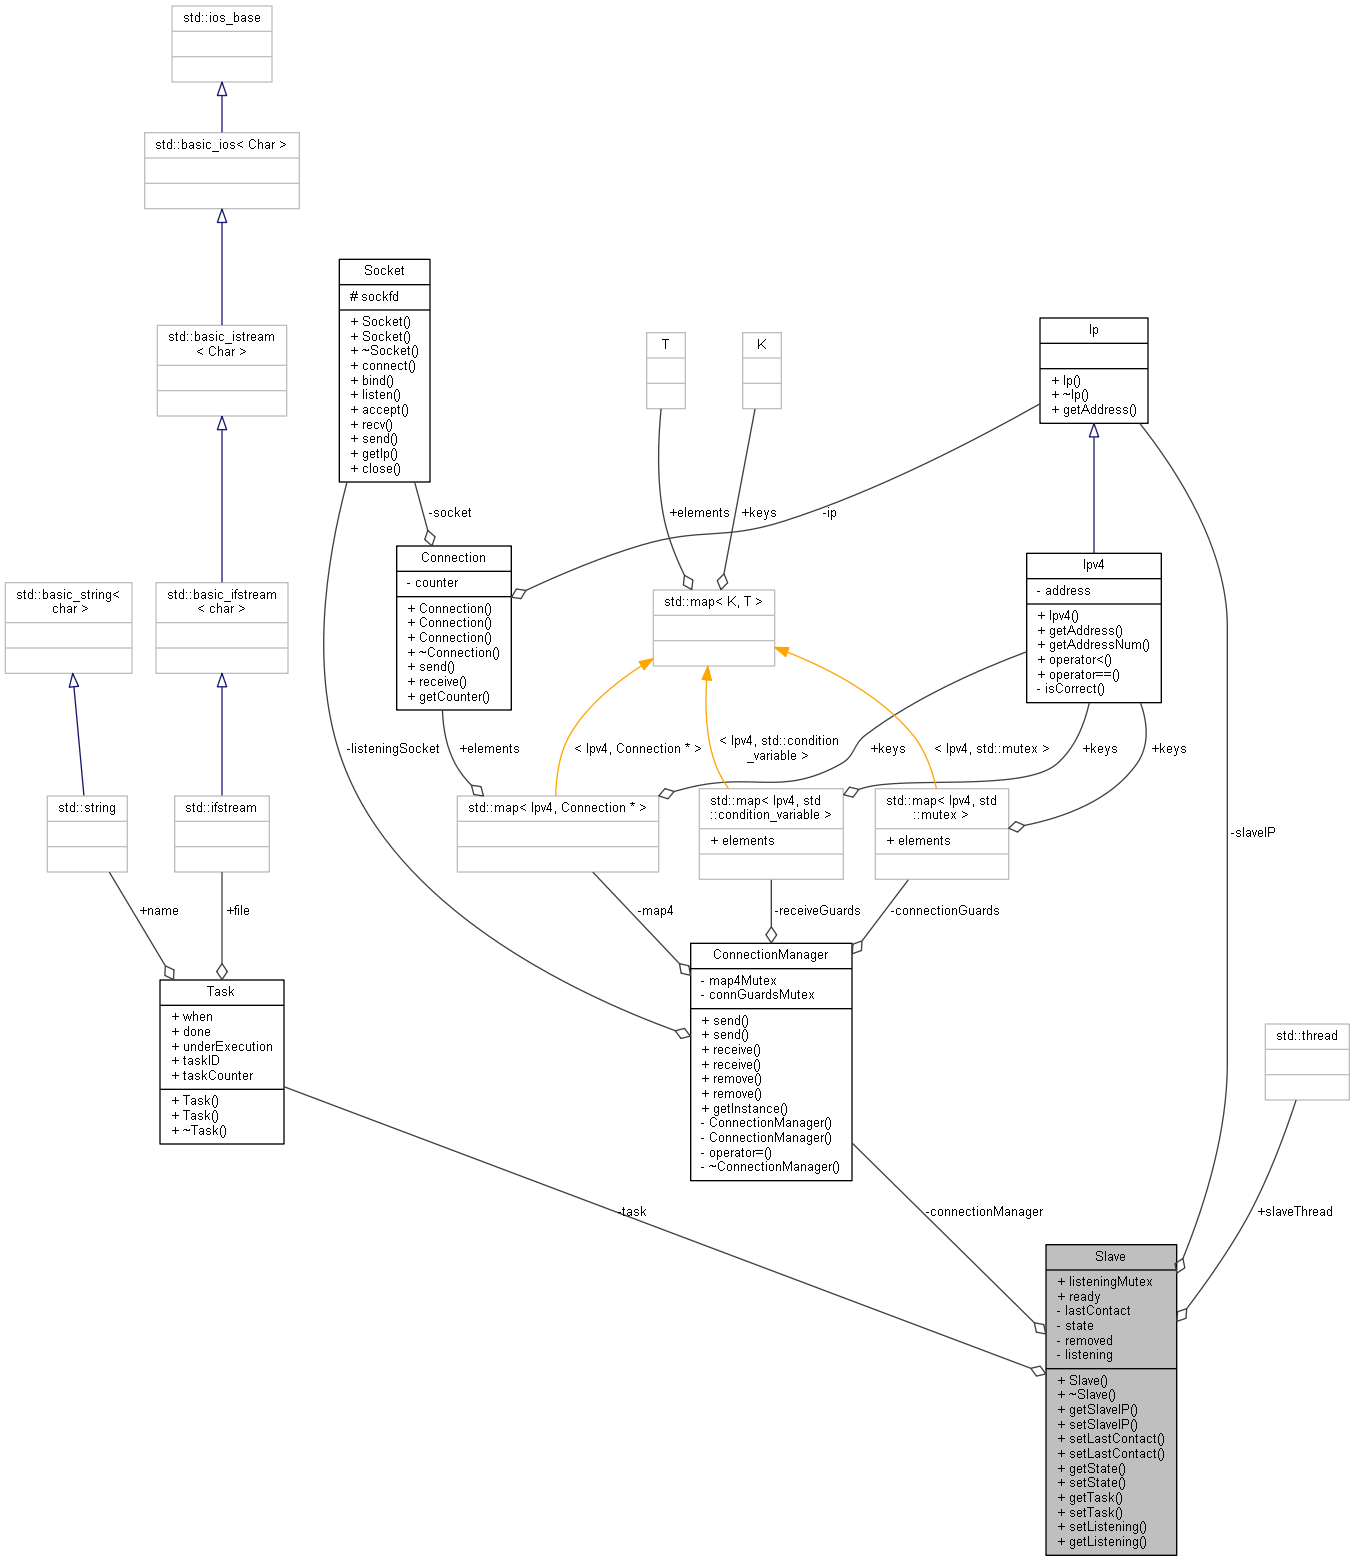 std::ios_base
std::basic_ios< Char >
std::basic_istream
< Char >
std::basic_ifstream
< char >
std::basic_string<
char >
std::string
std::ifstream
+name
+file
Task
+ when
+ done
+ underExecution
+ taskID
+ taskCounter
+ Task()
+ Task()
+ ~Task()
Socket
# sockfd
+ Socket()
+ Socket()
+ ~Socket()
+ connect()
+ bind()
+ listen()
+ accept()
+ recv()
+ send()
+ getIp()
+ close()
-socket
-listeningSocket
Connection
- counter
+ Connection()
+ Connection()
+ Connection()
+ ~Connection()
+ send()
+ receive()
+ getCounter()
+elements
T
K
+elements
+keys
-ip
std::map< K, T >
< Ipv4, Connection * >
< Ipv4, std::condition
_variable >
+keys
< Ipv4, std::mutex >
+keys
+keys
Ip
+ Ip()
+ ~Ip()
+ getAddress()
Ipv4
- address
+ Ipv4()
+ getAddress()
+ getAddressNum()
+ operator<()
+ operator==()
- isCorrect()
std::map< Ipv4, Connection * >
std::map< Ipv4, std
::condition_variable >
+ elements
std::map< Ipv4, std
::mutex >
+ elements
-slaveIP
-map4
-receiveGuards
-connectionGuards
ConnectionManager
- map4Mutex
- connGuardsMutex
+ send()
+ send()
+ receive()
+ receive()
+ remove()
+ remove()
+ getInstance()
- ConnectionManager()
- ConnectionManager()
- operator=()
- ~ConnectionManager()
std::thread
-task
-connectionManager
+slaveThread
Slave
+ listeningMutex
+ ready
- lastContact
- state
- removed
- listening
+ Slave()
+ ~Slave()
+ getSlaveIP()
+ setSlaveIP()
+ setLastContact()
+ setLastContact()
+ getState()
+ setState()
+ getTask()
+ setTask()
+ setListening()
+ getListening()